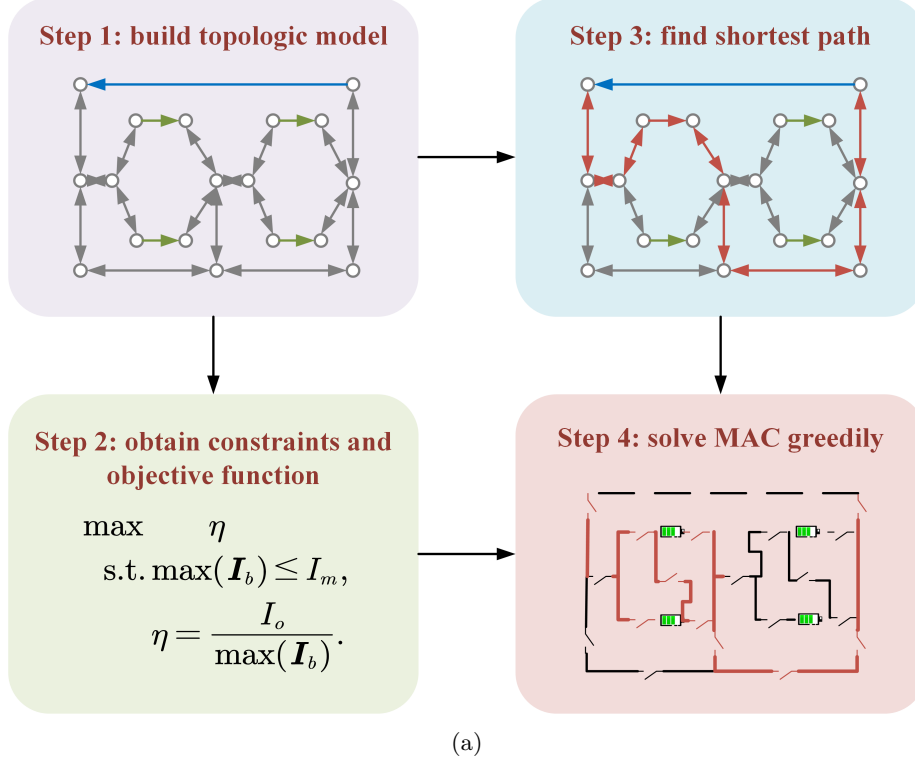 Step 1: build topologic model
Step 3: find shortest path
Step 2: obtain constraints and
objective function
max η
s.t. max(𝑰_b) ≤ I_m,
η = I_o / max(𝑰_b).
Step 4: solve MAC greedily
(a)